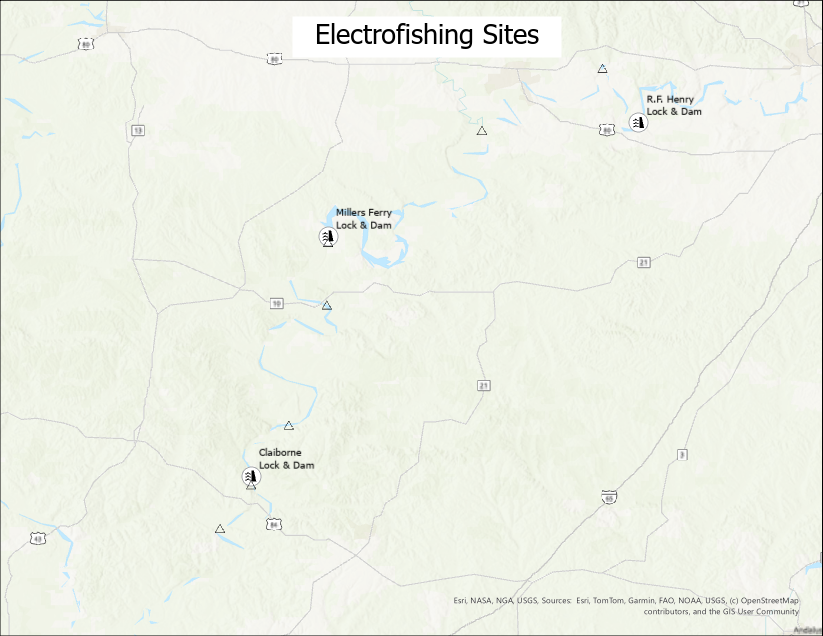 Electrofishing Sites
80
80
R.F. Henry
Lock & Dam
80
13
Millers Ferry
Lock & Dam
21
10
21
Claiborne
Lock & Dam
3
65
84
43
Esri, NASA, NGA, USGS, Sources: Esri, TomTom, Garmin, FAO, NOAA, USGS, (c) OpenStreetMap
contributors, and the GIS User Community